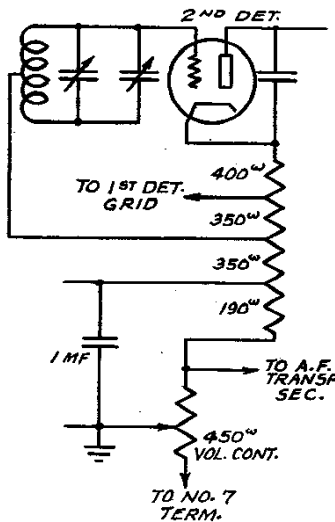 2ND DET.
400ω
TO 1ST DET.
GRID
350ω
350ω
190ω
1 MF
TO A.F.
TRANSF
SEC.
450ω
VOL. CONT.
TO NO. 7
TERM.